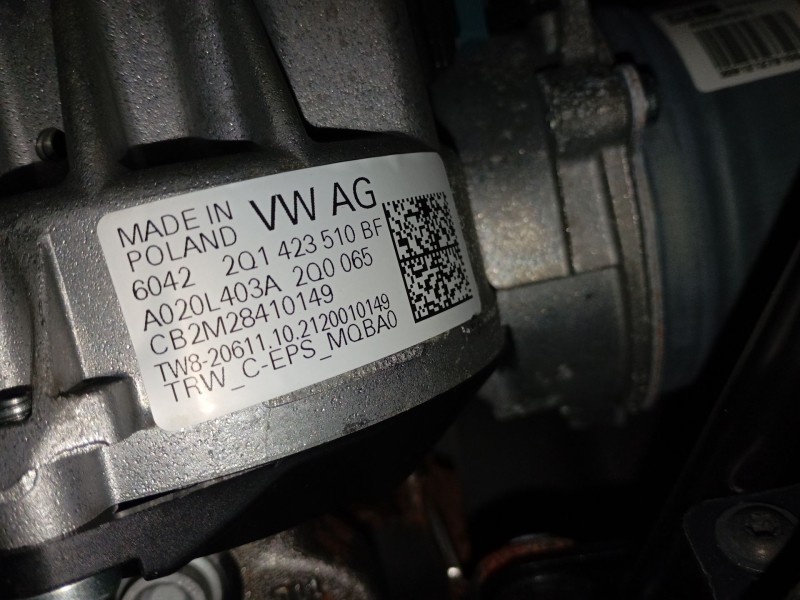 MADE IN VW AG
POLAND
6042 2Q1 423 510 BF
A020L403A 2Q0 065
CB2M28410149
TW8-20611.10.2120010149
TRW_C-EPS_MQBA0